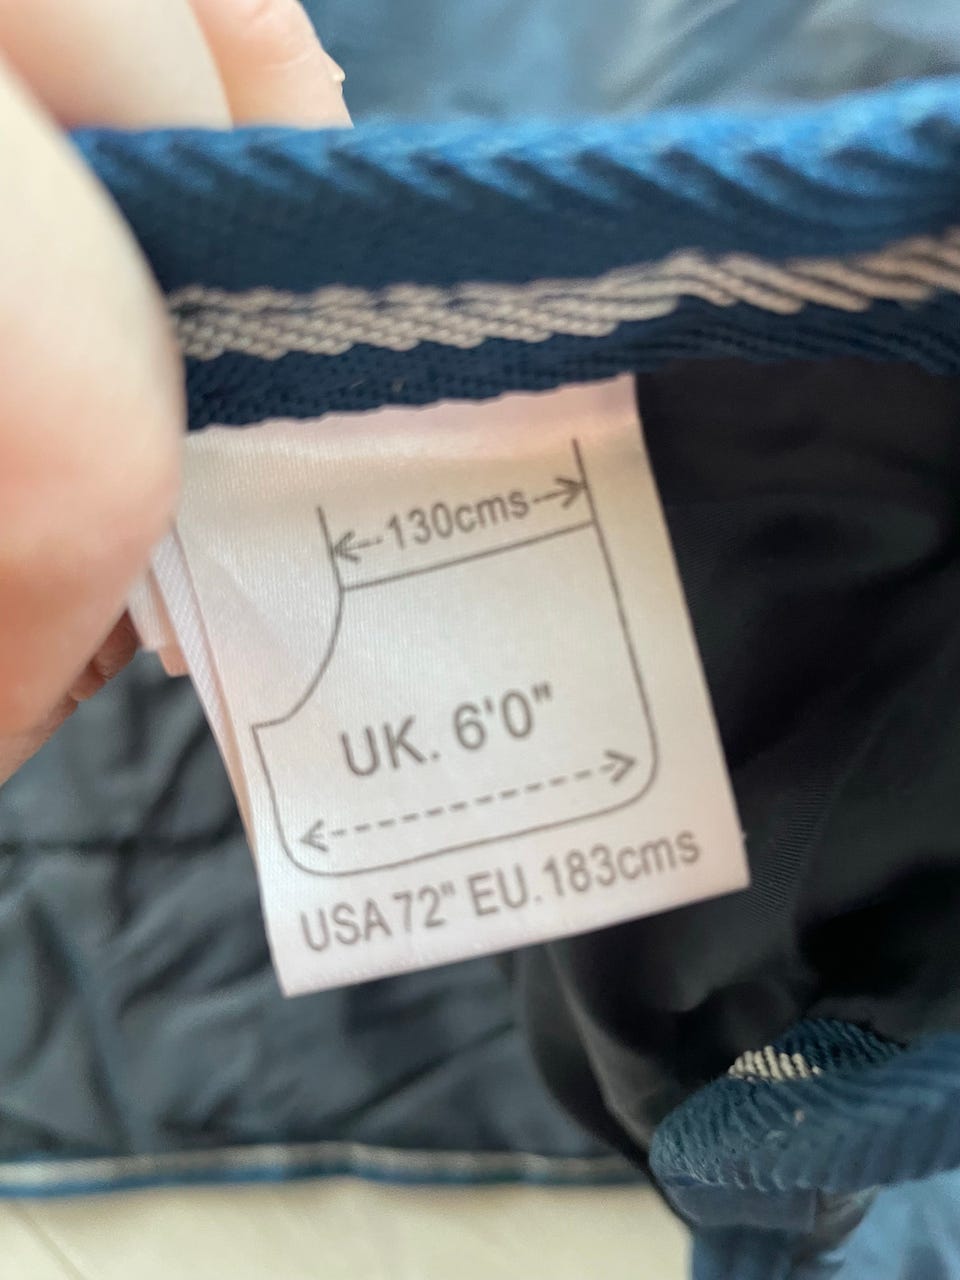 130cms
UK. 6'0"
USA 72" EU. 183cms